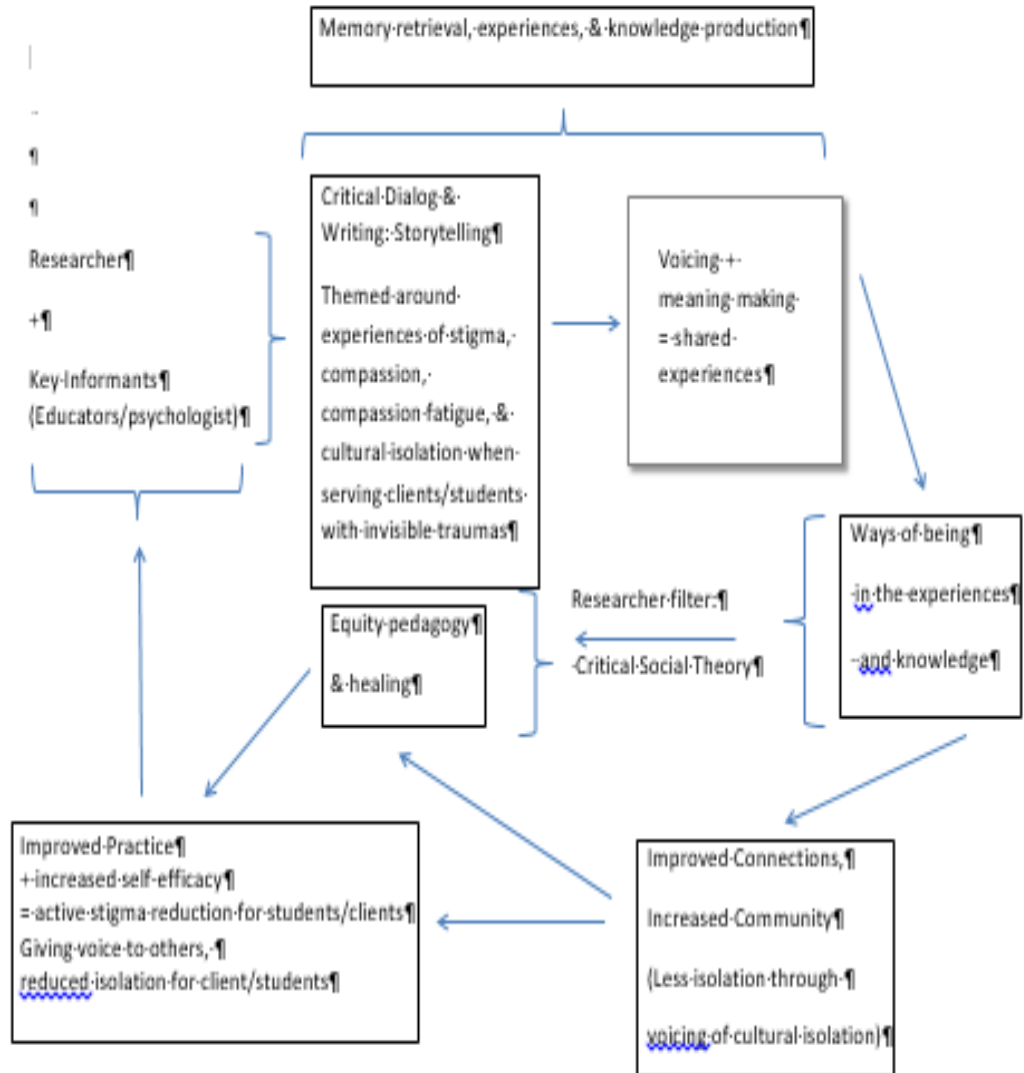 Memory·retrieval,·experiences,·&·knowledge·production¶
¶
¶
Researcher¶
+¶
Key·Informants¶
(Educators/psychologist)¶
Critical·Dialog·&·
Writing:·Storytelling¶
Themed·around·
experiences·of·stigma,·
compassion,·
compassion·fatigue,·&·
cultural·isolation·when·
serving·clients/students·
with·invisible·traumas¶
Voicing·+·
meaning·making·
=·shared·
experiences¶
Ways·of·being¶
·in·the·experiences¶
·-and·knowledge¶
Researcher·filter:¶
·Critical·Social·Theory¶
Equity·pedagogy¶
&·healing¶
Improved·Practice¶
+·increased·self-efficacy¶
=·active·stigma·reduction·for·students/clients¶
Giving·voice·to·others,·¶
reduced·isolation·for·client/students¶
Improved·Connections,¶
Increased·Community¶
(Less·isolation·through·¶
voicing·of·cultural·isolation)¶